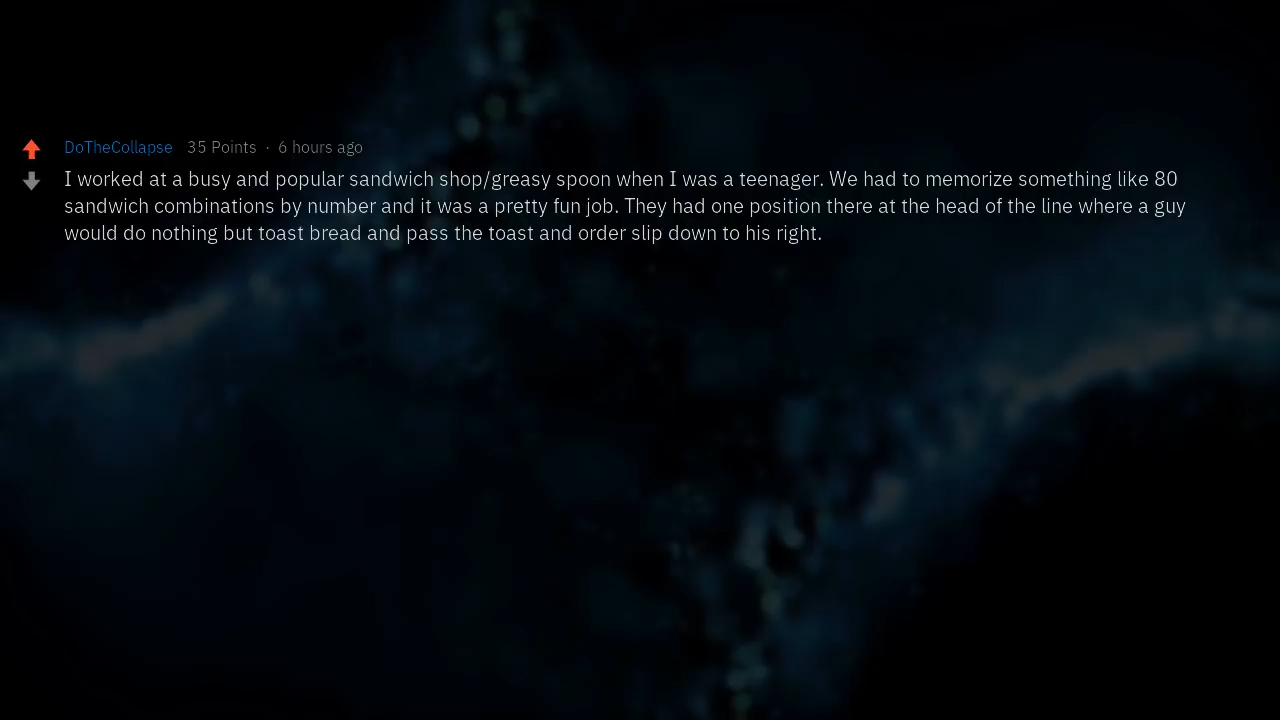 DoTheCollapse 35 Points · 6 hours ago
I worked at a busy and popular sandwich shop/greasy spoon when I was a teenager. We had to memorize something like 80
sandwich combinations by number and it was a pretty fun job. They had one position there at the head of the line where a guy
would do nothing but toast bread and pass the toast and order slip down to his right.